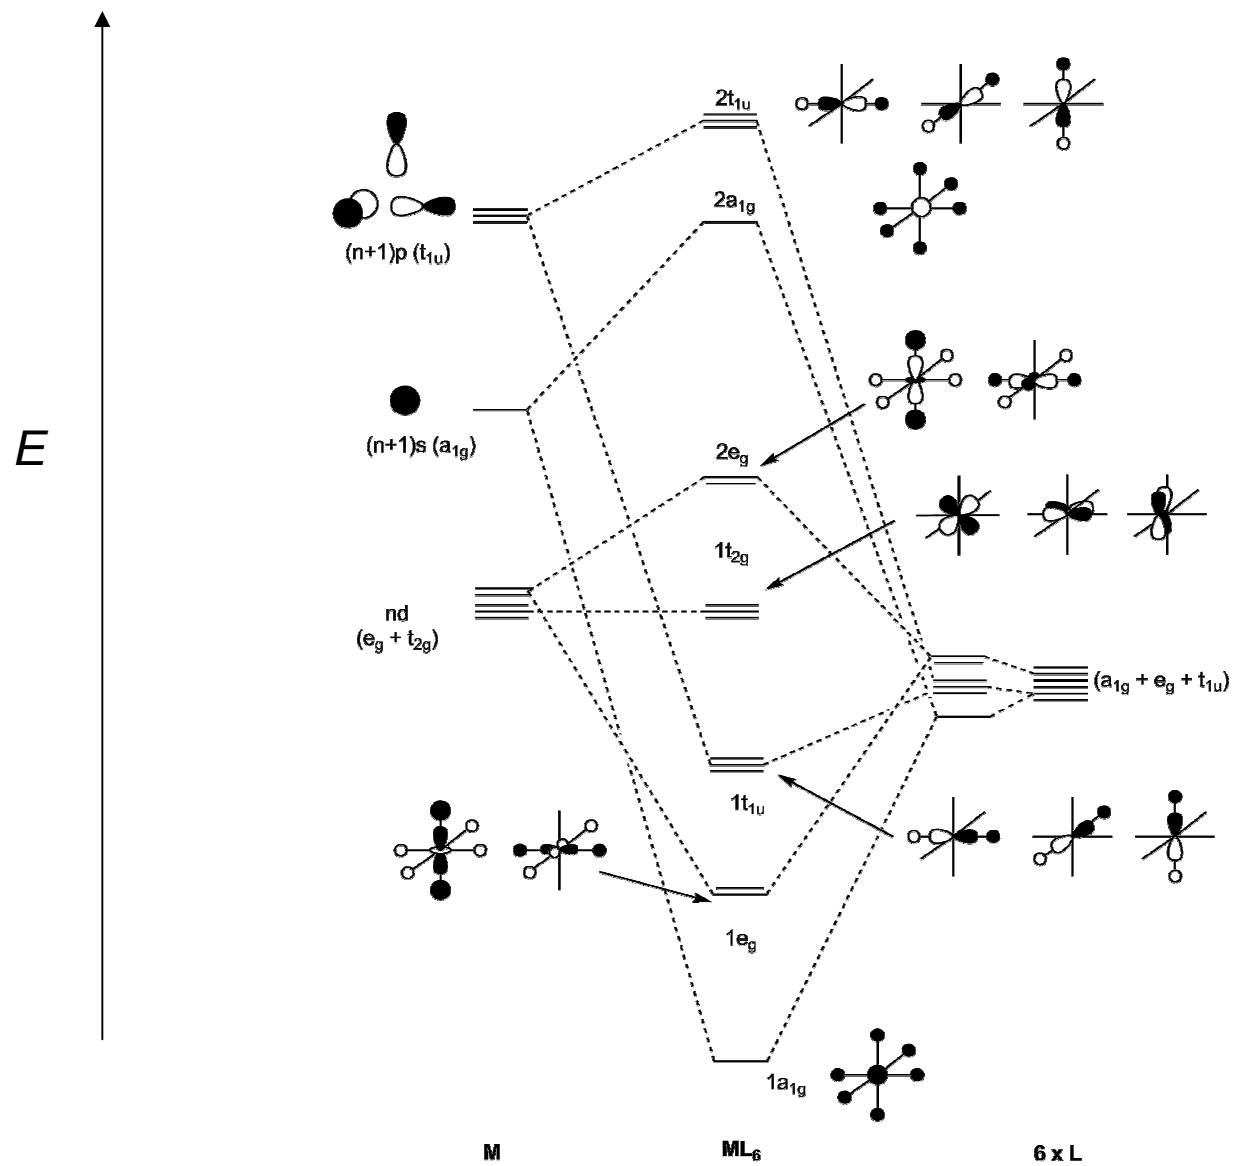 2t1u
2a1g
(n+1)p (t1u)
E
(n+1)s (a1g)
2eg
1t2g
nd
(eg + t2g)
(a1g + eg + t1u)
1t1u
1eg
1a1g
M
ML6
6 x L